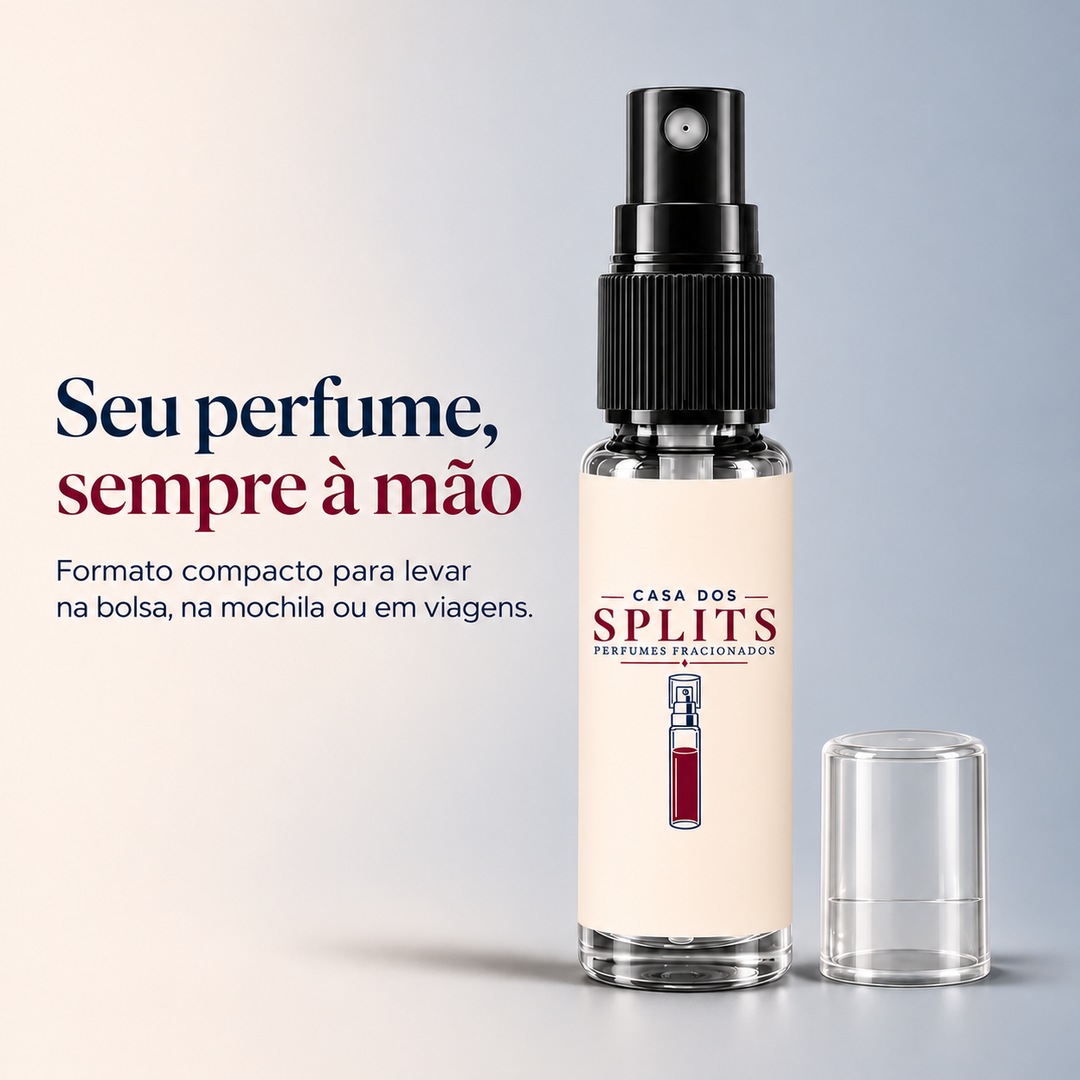 Seu perfume,
sempre à mão
Formato compacto para levar
na bolsa, na mochila ou em viagens.
CASA DOS
SPLITS
PERFUMES FRACIONADOS